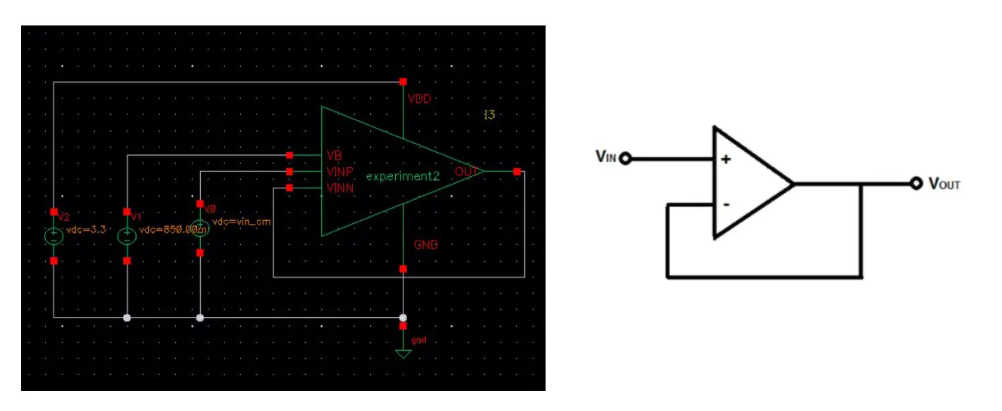 VDD
I3
VB
VINP
VINN
experiment2
OUT
GND
V2
vdc=3.3
V1
vdc=850.00m
V0
vdc=vin_cm
gnd
VIN
+
-
VOUT